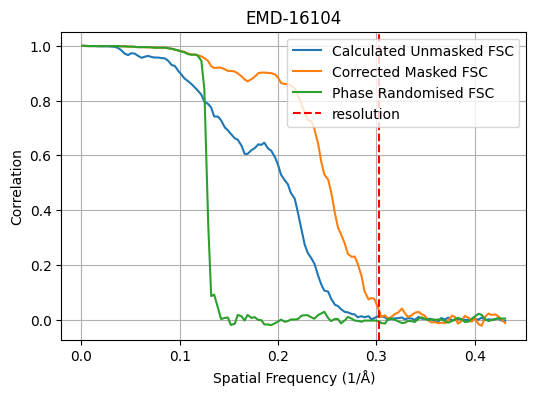 EMD-16104
Calculated Unmasked FSC
Corrected Masked FSC
Phase Randomised FSC
resolution
Correlation
1.0
0.8
0.6
0.4
0.2
0.0
0.0 0.1 0.2 0.3 0.4
Spatial Frequency (1/Å)